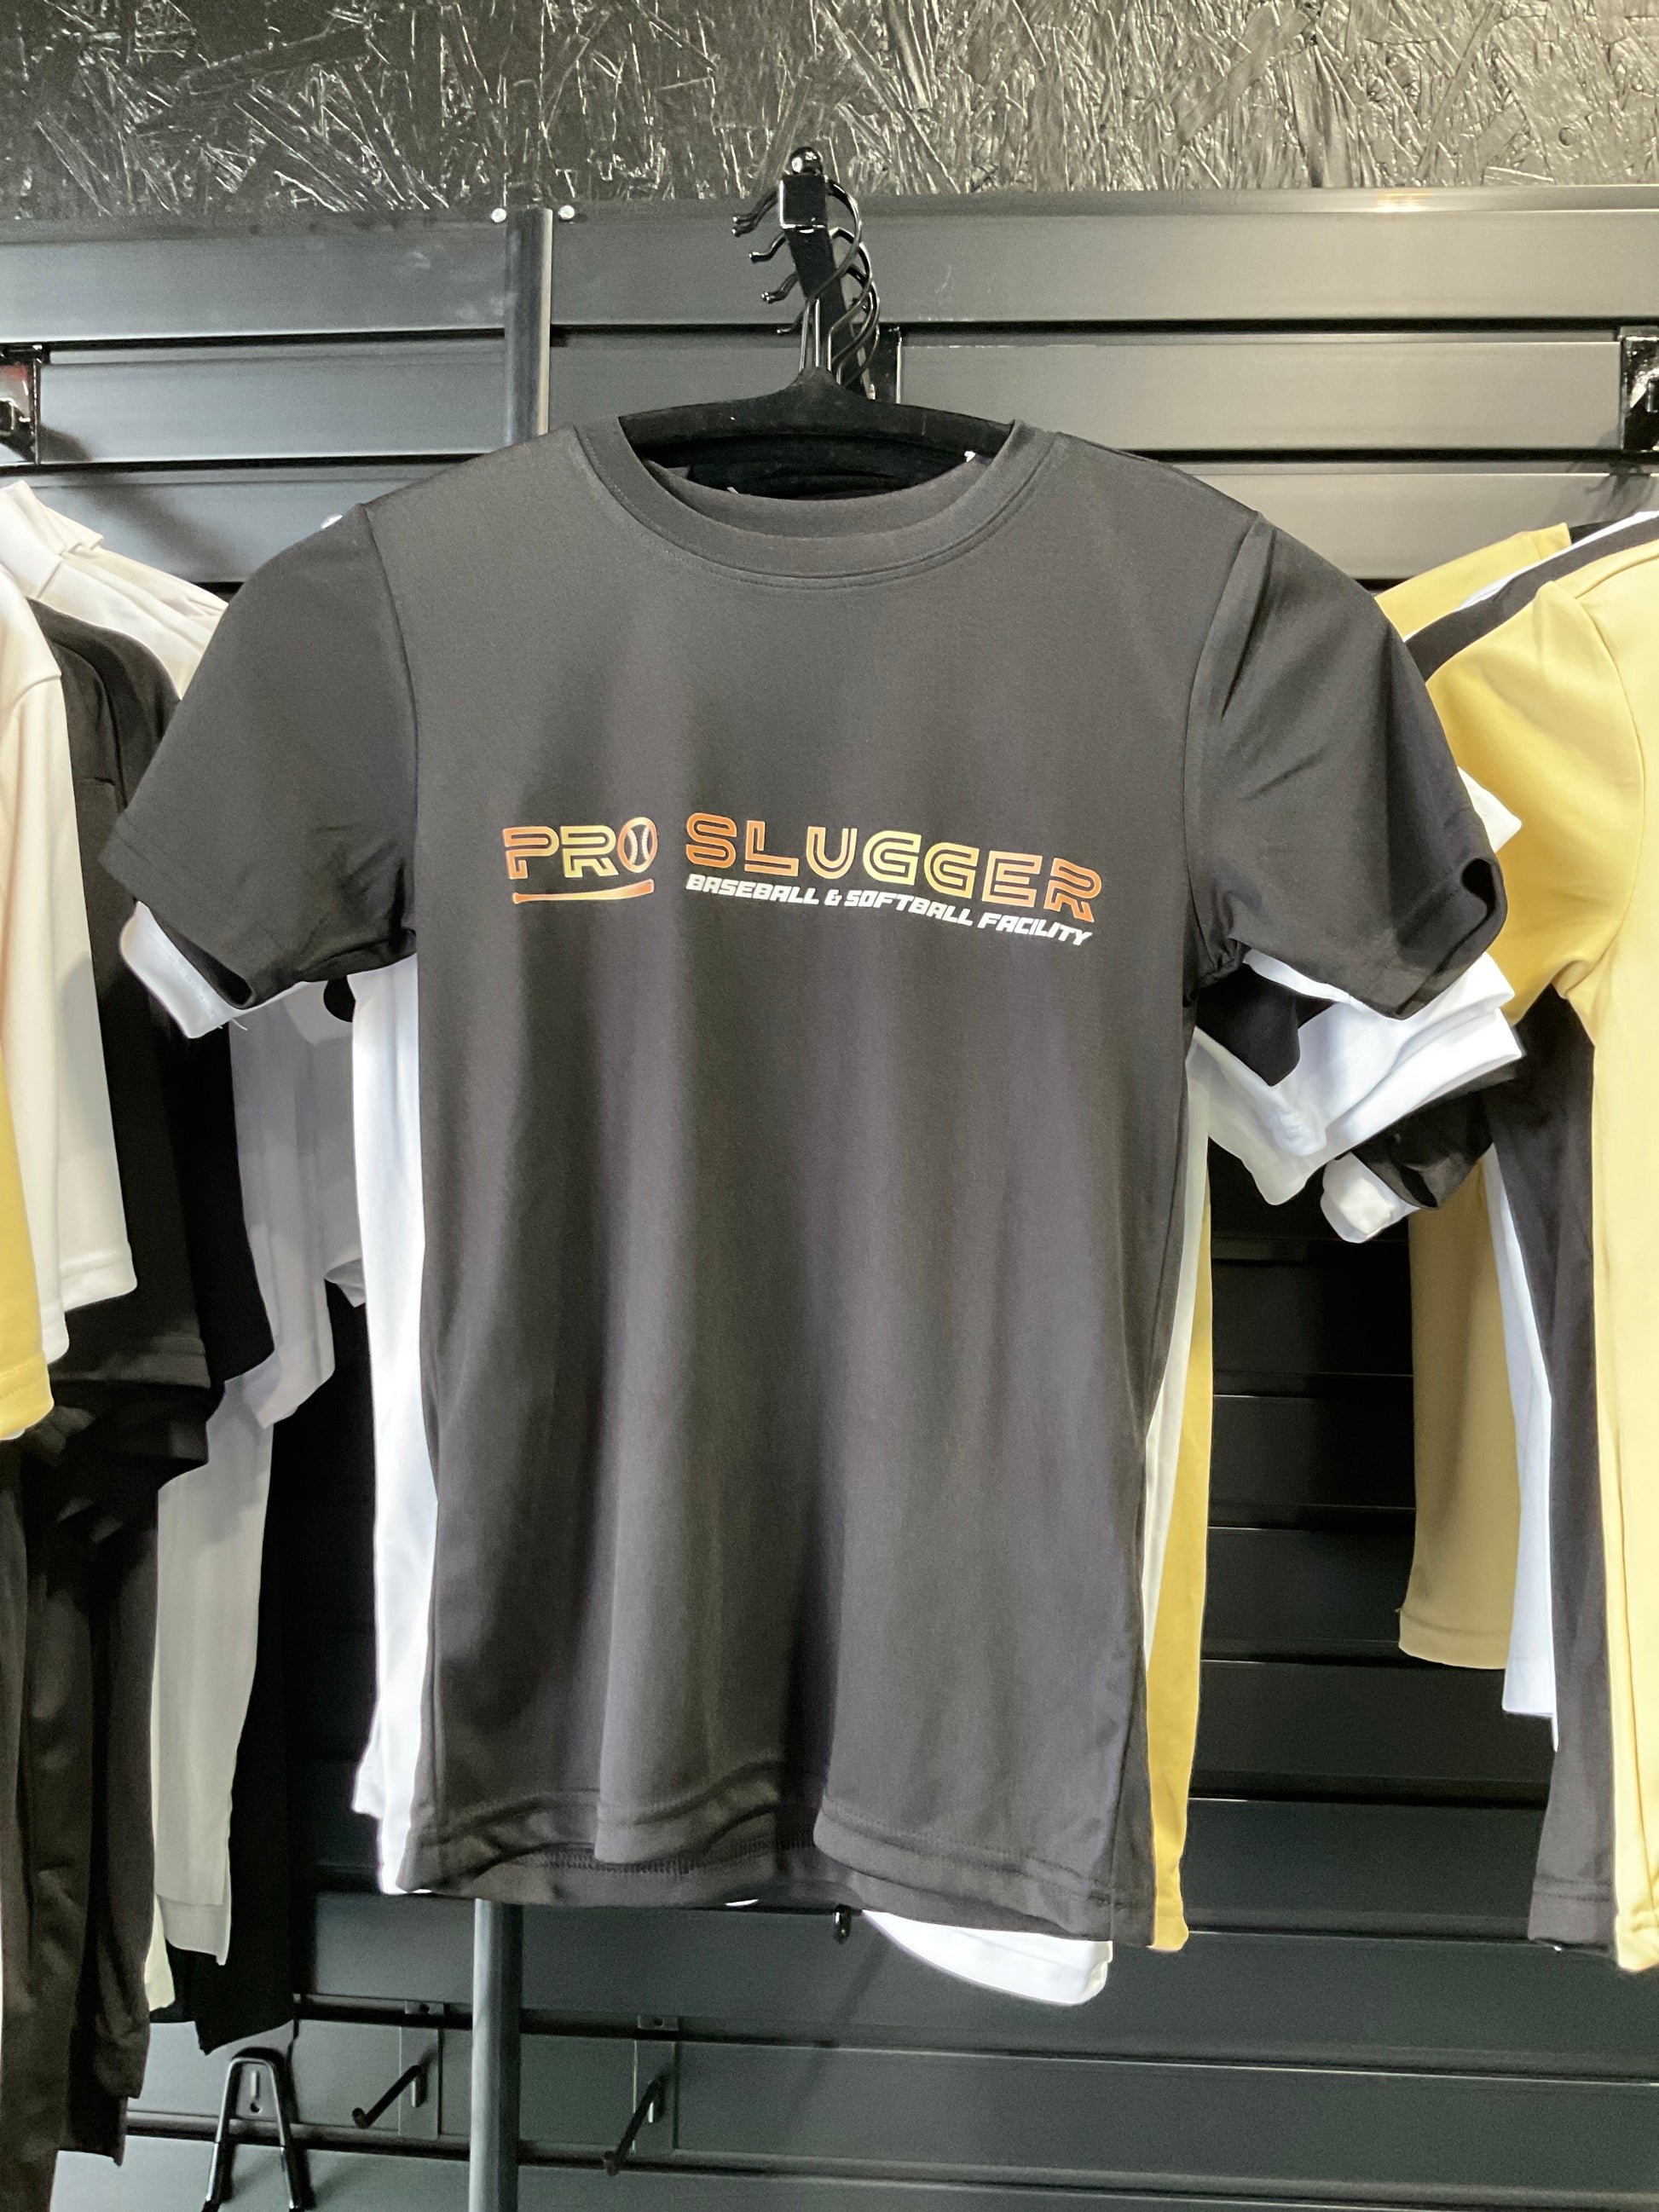 PRO SLUGGER
BASEBALL & SOFTBALL FACILITY